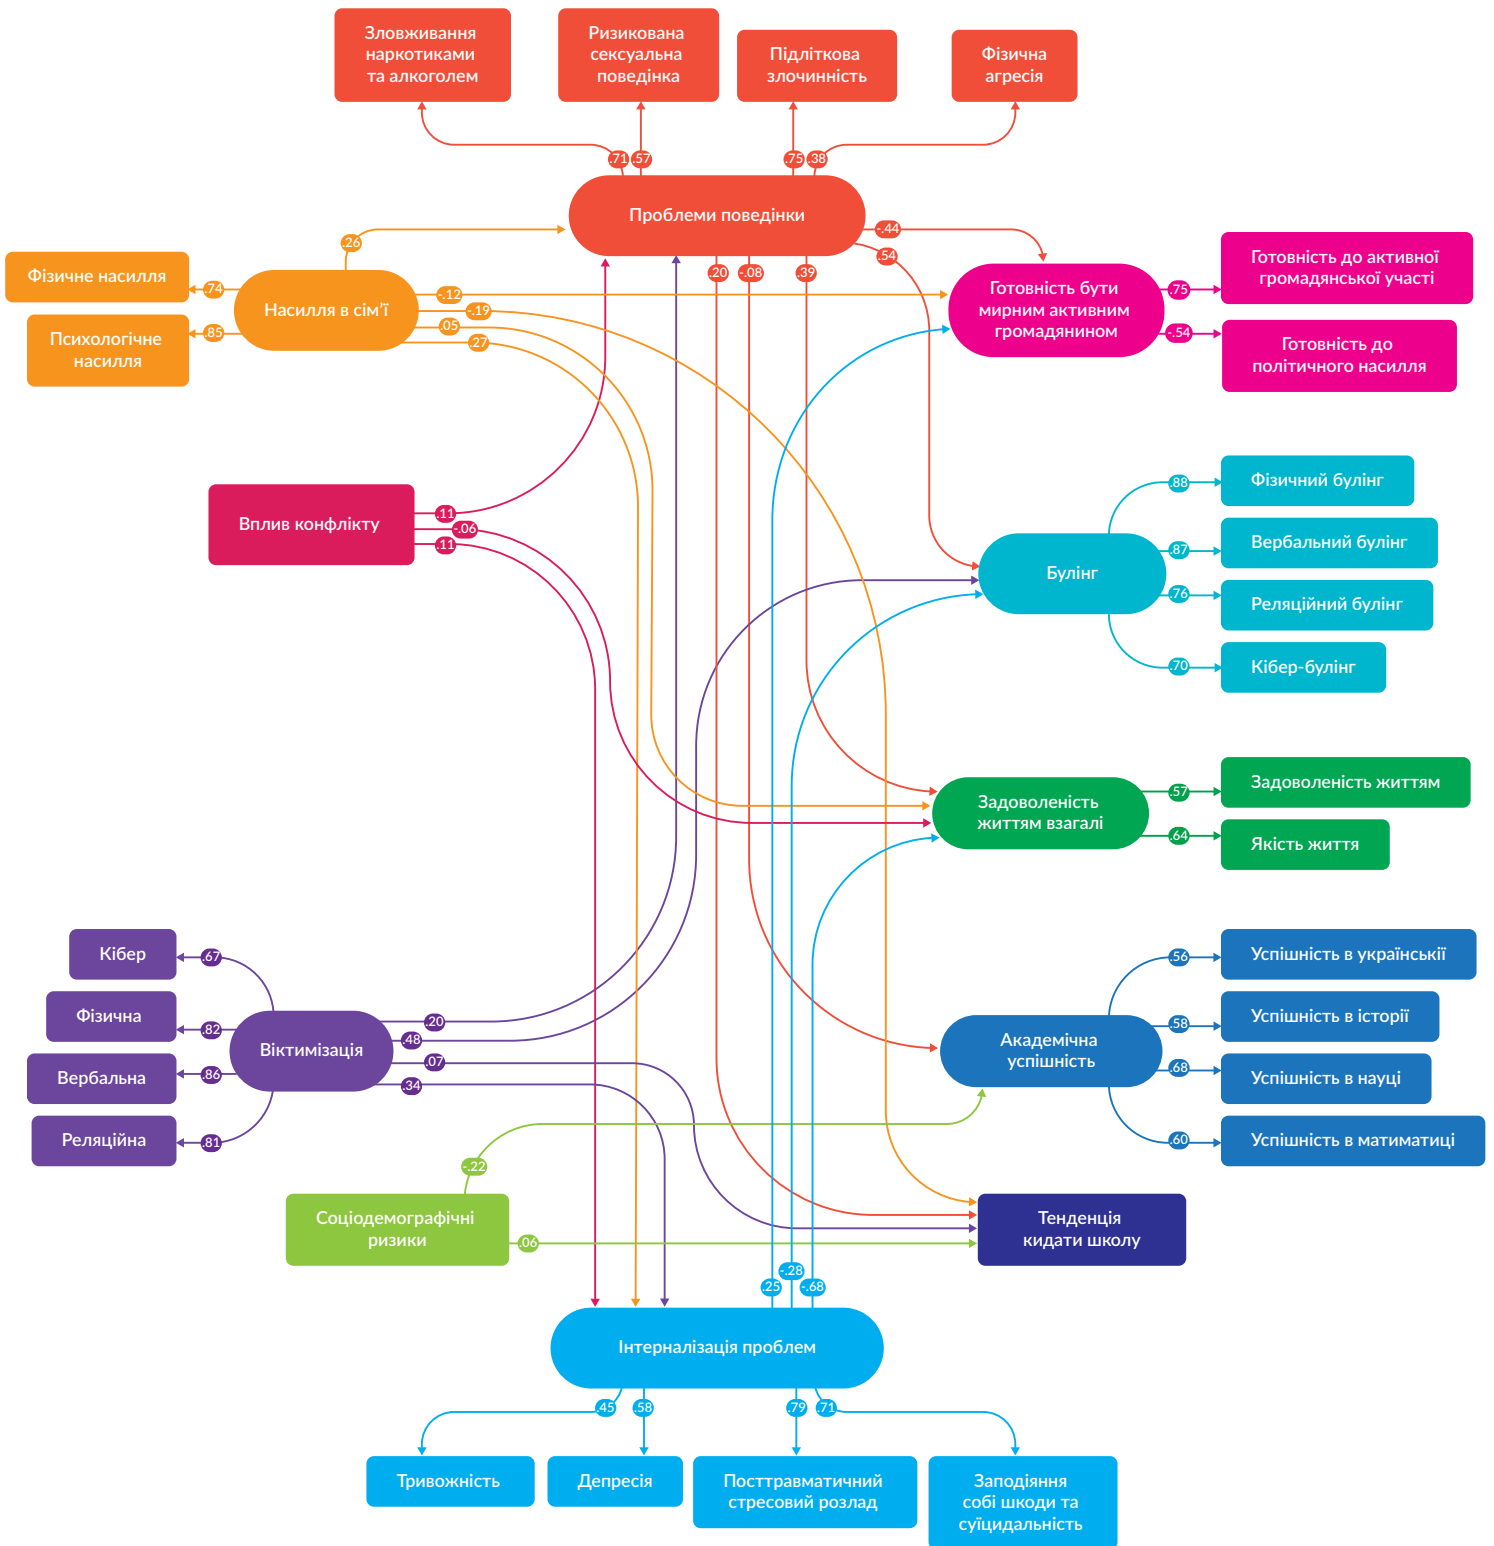 Зловживання
наркотиками
та алкоголем
Ризикована
сексуальна
поведінка
Підліткова
злочинність
Фізична
агресія
.71
.57
.75
.38
Проблеми поведінки
.26
-.44
.54
.20
-.08
.39
Фізичне насилля
Психологічне
насилля
.74
.85
Насилля в сім'ї
-.12
-.19
.05
.27
Готовність бути
мирним активним
громадянином
.75
-.54
Готовність до активної
громадянської участі
Готовність до
політичного насилля
Вплив конфлікту
.11
-.06
.11
Булінг
.88
.87
.76
.70
Фізичний булінг
Вербальний булінг
Реляційний булінг
Кібер-булінг
Задоволеність
життям взагалі
.57
.64
Задоволеність життям
Якість життя
Кібер
Фізична
Вербальна
Реляційна
.67
.82
.86
.81
Віктимізація
.20
.48
.07
.34
Академічна
успішність
.56
.58
.68
.60
Успішність в українськії
Успішність в історії
Успішність в науці
Успішність в матиматиці
-.22
Соціодемографічні
ризики
.06
Тенденція
кидати школу
.25
-.28
-.68
Інтерналізація проблем
.45
.58
.79
.71
Тривожність
Депресія
Посттравматичний
стресовий розлад
Заподіяння
собі шкоди та
суїцидальність